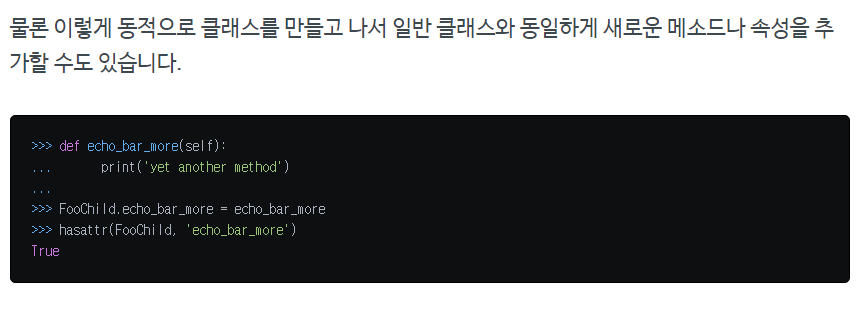 물론 이렇게 동적으로 클래스를 만들고 나서 일반 클래스와 동일하게 새로운 메소드나 속성을 추
가할 수도 있습니다.
>>> def echo_bar_more(self):
...       print('yet another method')
...
>>> FooChild.echo_bar_more = echo_bar_more
>>> hasattr(FooChild, 'echo_bar_more')
True